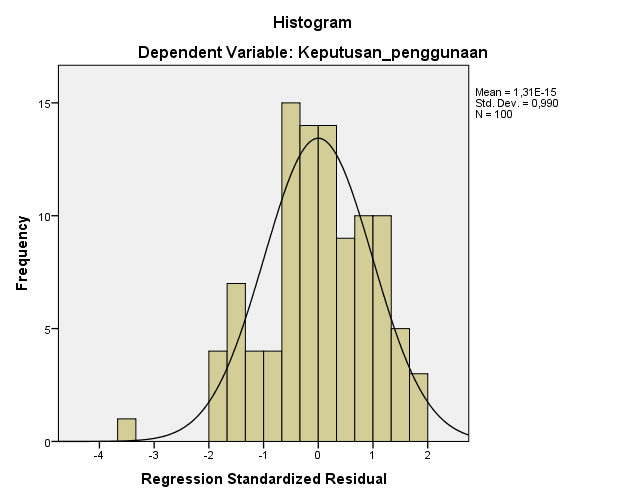 Histogram
Dependent Variable: Keputusan_penggunaan
Mean = 1,31E-15
Std. Dev. = 0,990
N = 100
Frequency
15
10
5
0
-4 -3 -2 -1 0 1 2
Regression Standardized Residual